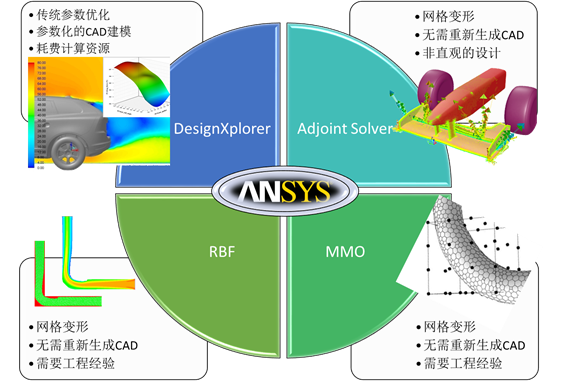 • 传统参数优化
• 参数化的CAD建模
• 耗费计算资源
• 网格变形
• 无需重新生成CAD
• 非直观的设计
DesignXplorer
Adjoint Solver
ANSYS
RBF
MMO
• 网格变形
• 无需重新生成CAD
• 需要工程经验
• 网格变形
• 无需重新生成CAD
• 需要工程经验